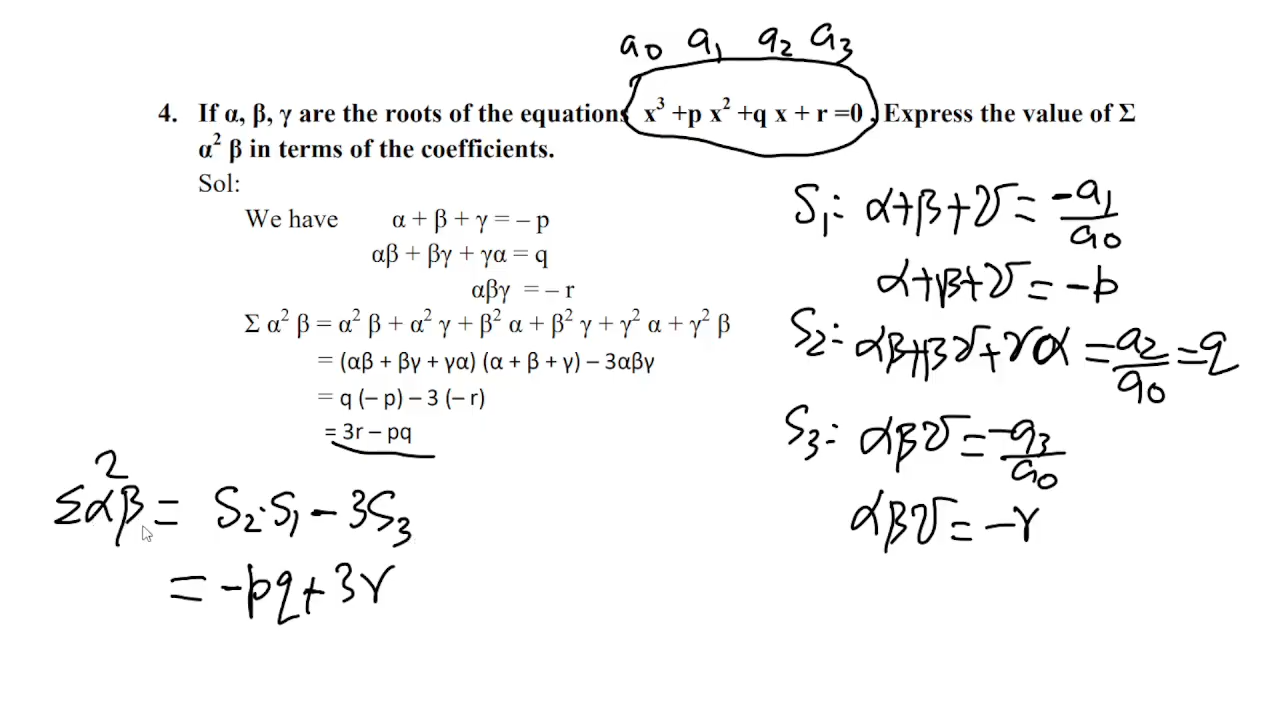 a0 a1 a2 a3
4. If α, β, γ are the roots of the equations x³ +p x² +q x + r =0 . Express the value of Σ
α² β in terms of the coefficients.
Sol:
We have α + β + γ = – p
αβ + βγ + γα = q
αβγ = – r
Σ α² β = α² β + α² γ + β² α + β² γ + γ² α + γ² β
= (αβ + βγ + γα) (α + β + γ) – 3αβγ
= q (– p) – 3 (– r)
= 3r – pq
Σα²β = S2·S1 – 3S3
= –pq + 3r
S1: α+β+γ = –a1/a0
α+β+γ = –p
S2: αβ+βγ+γα = a2/a0 = q
S3: αβγ = –a3/a0
αβγ = –r